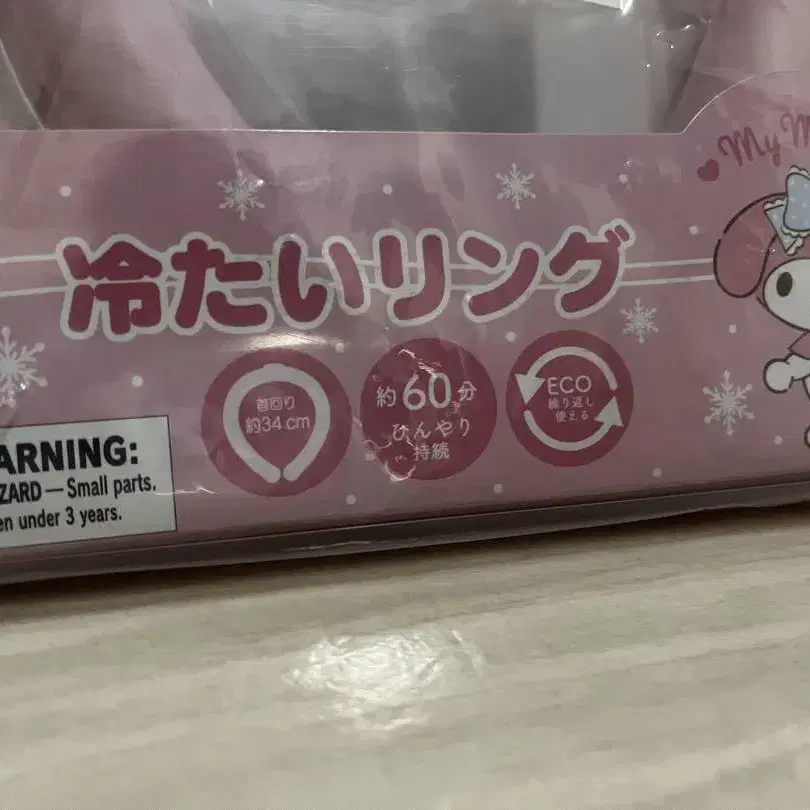 My M
冷たいリング
首回り
約34cm
約60分
ひんやり
持続
ECO
繰り返し
使える
ARNING:
ZARD — Small parts.
en under 3 years.